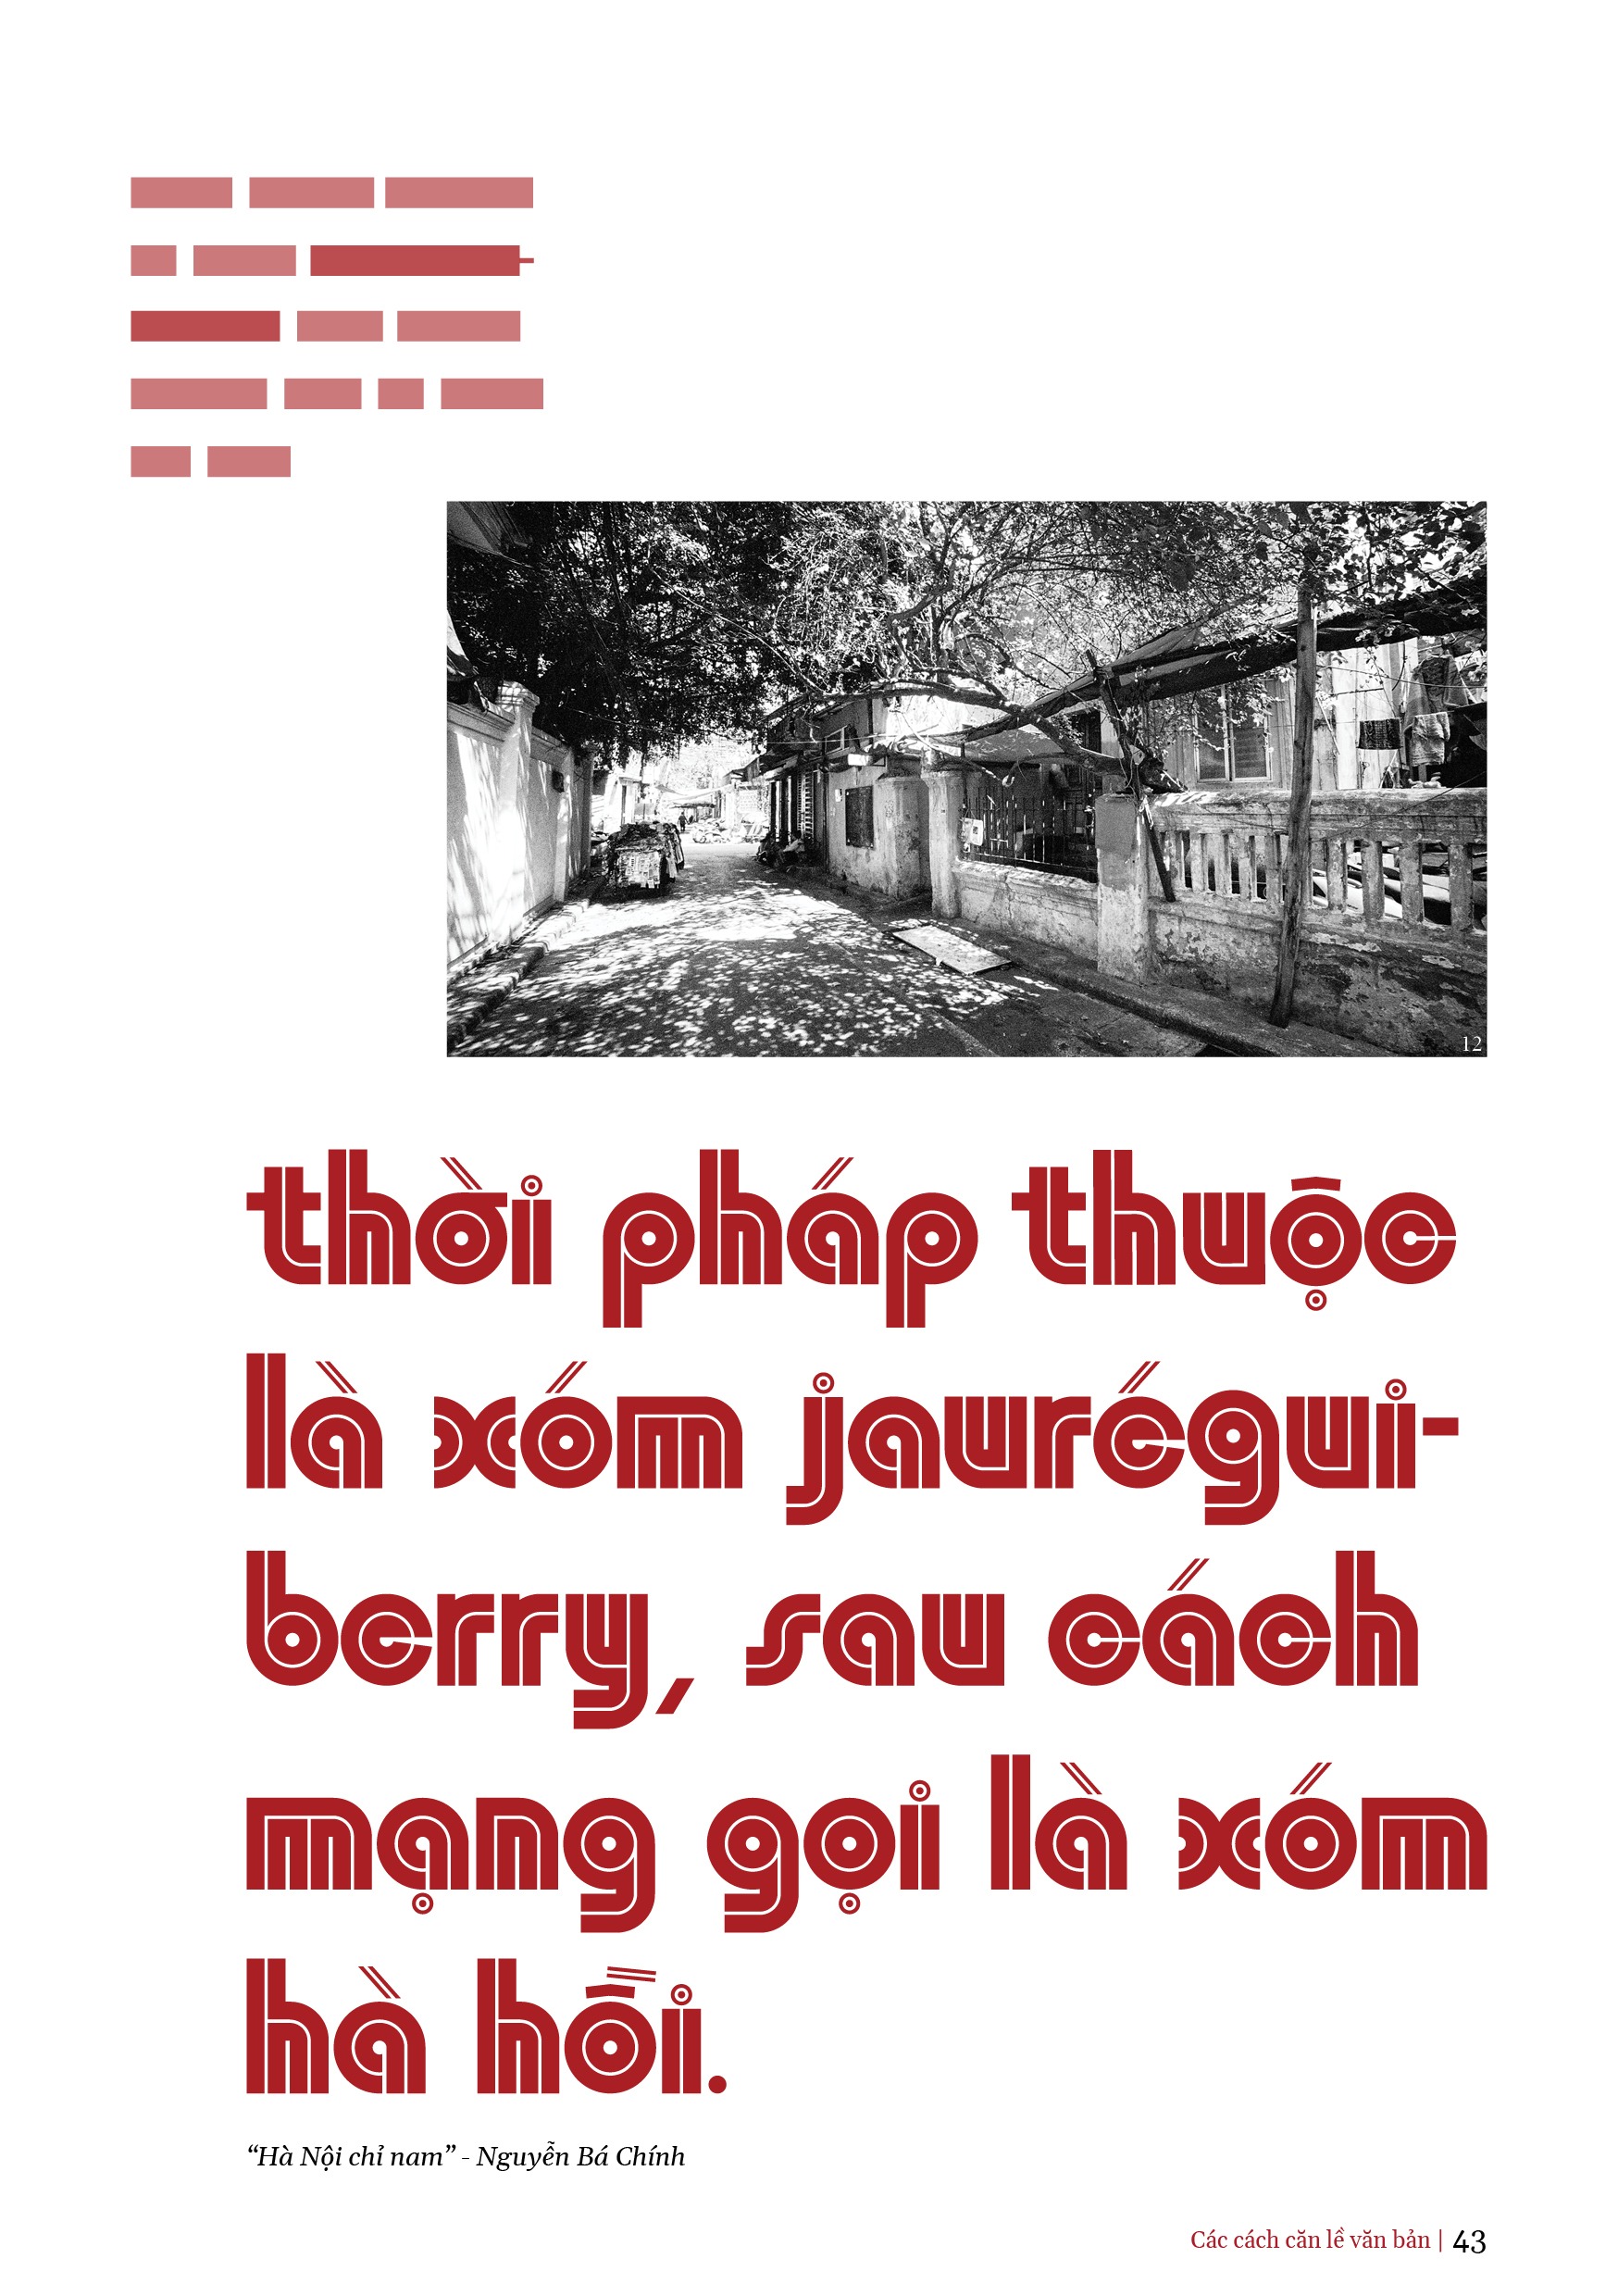 12
thời pháp thuộc
là xóm jaurégui-
berry, sau cách
mạng gọi là xóm
hà hồi.
“Hà Nội chỉ nam” - Nguyễn Bá Chính
Các cách căn lề văn bản | 43